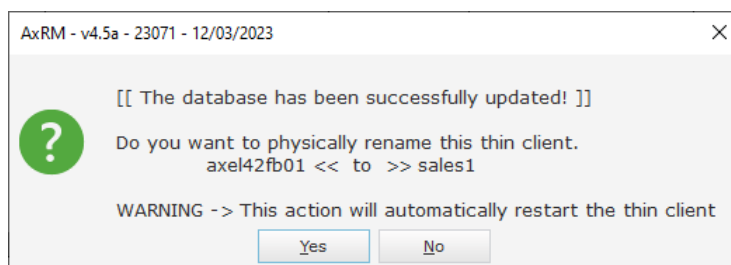 AxRM - v4.5a - 23071 - 12/03/2023
[[ The database has been successfully updated! ]]
Do you want to physically rename this thin client.
axel42fb01 << to >> sales1
WARNING -> This action will automatically restart the thin client
Yes No